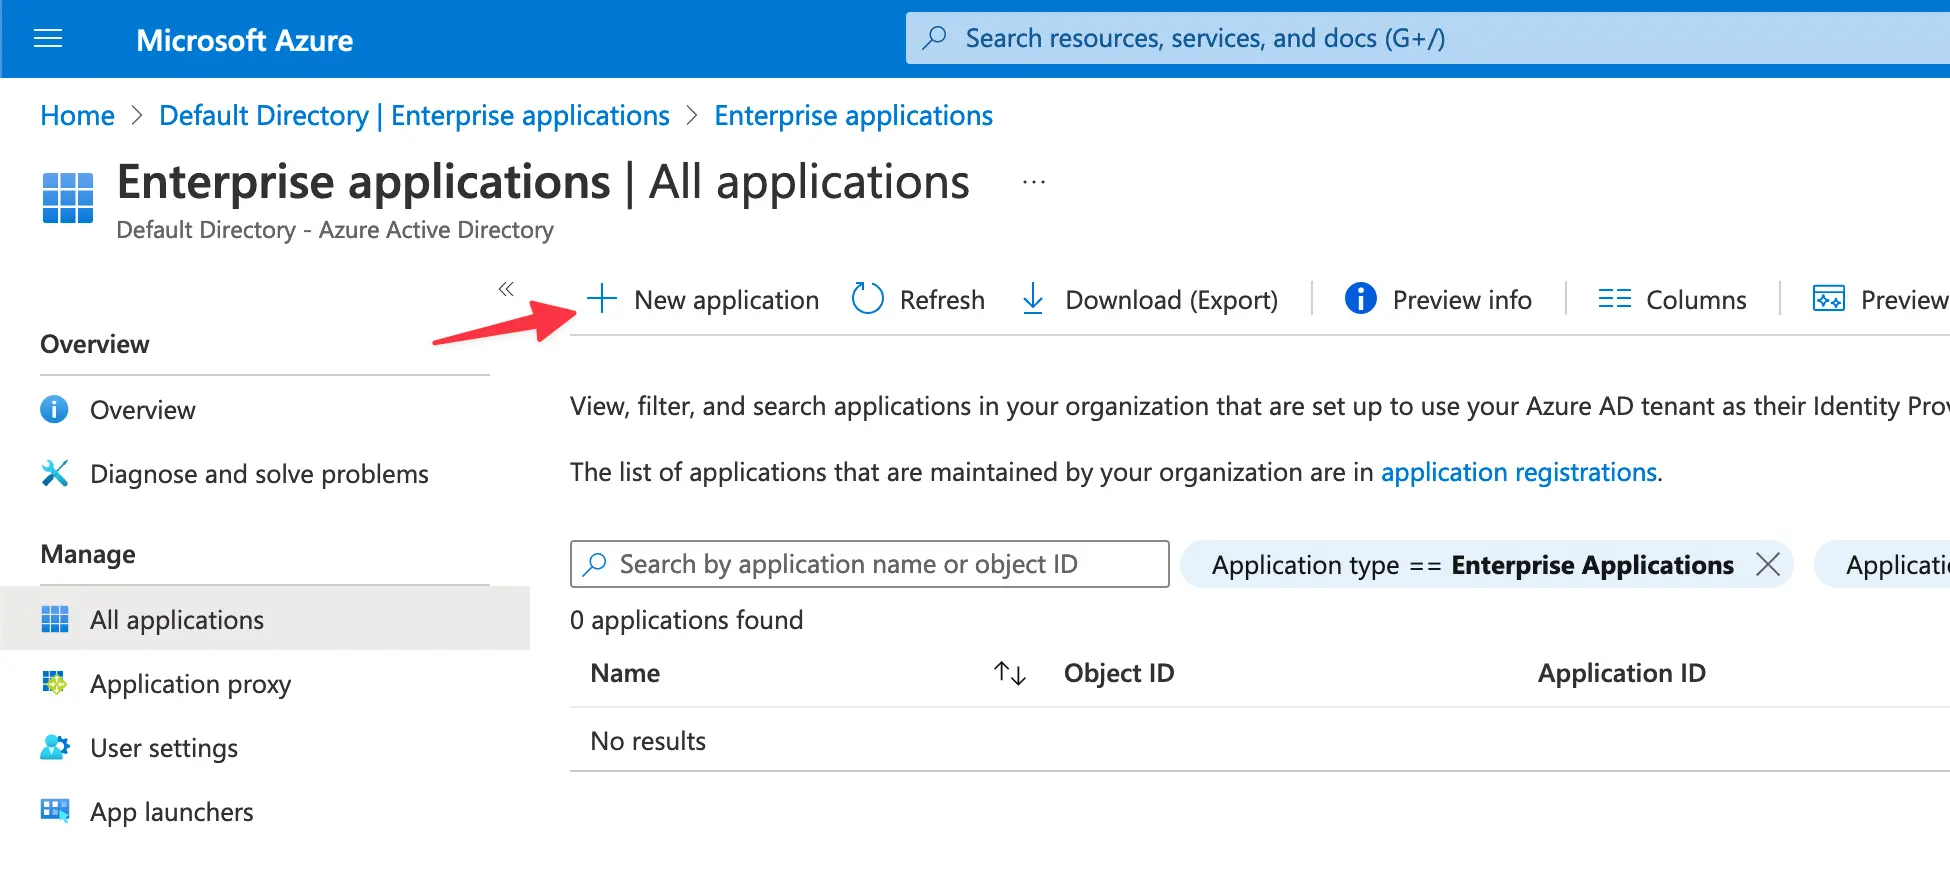 Microsoft Azure
Search resources, services, and docs (G+/)
Home > Default Directory | Enterprise applications > Enterprise applications
Enterprise applications | All applications ...
Default Directory - Azure Active Directory
«
New application Refresh Download (Export) Preview info Columns Preview
Overview
Overview
Diagnose and solve problems
Manage
All applications
Application proxy
User settings
App launchers
View, filter, and search applications in your organization that are set up to use your Azure AD tenant as their Identity Prov
The list of applications that are maintained by your organization are in application registrations.
Search by application name or object ID
Application type == Enterprise Applications
Applicati
0 applications found
Name Object ID Application ID
No results